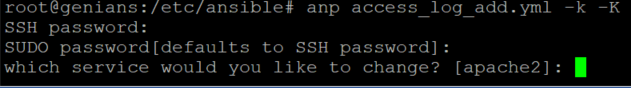 root@genians:/etc/ansible# anp access_log_add.yml -k -K
SSH password:
SUDO password[defaults to SSH password]:
which service would you like to change? [apache2]: